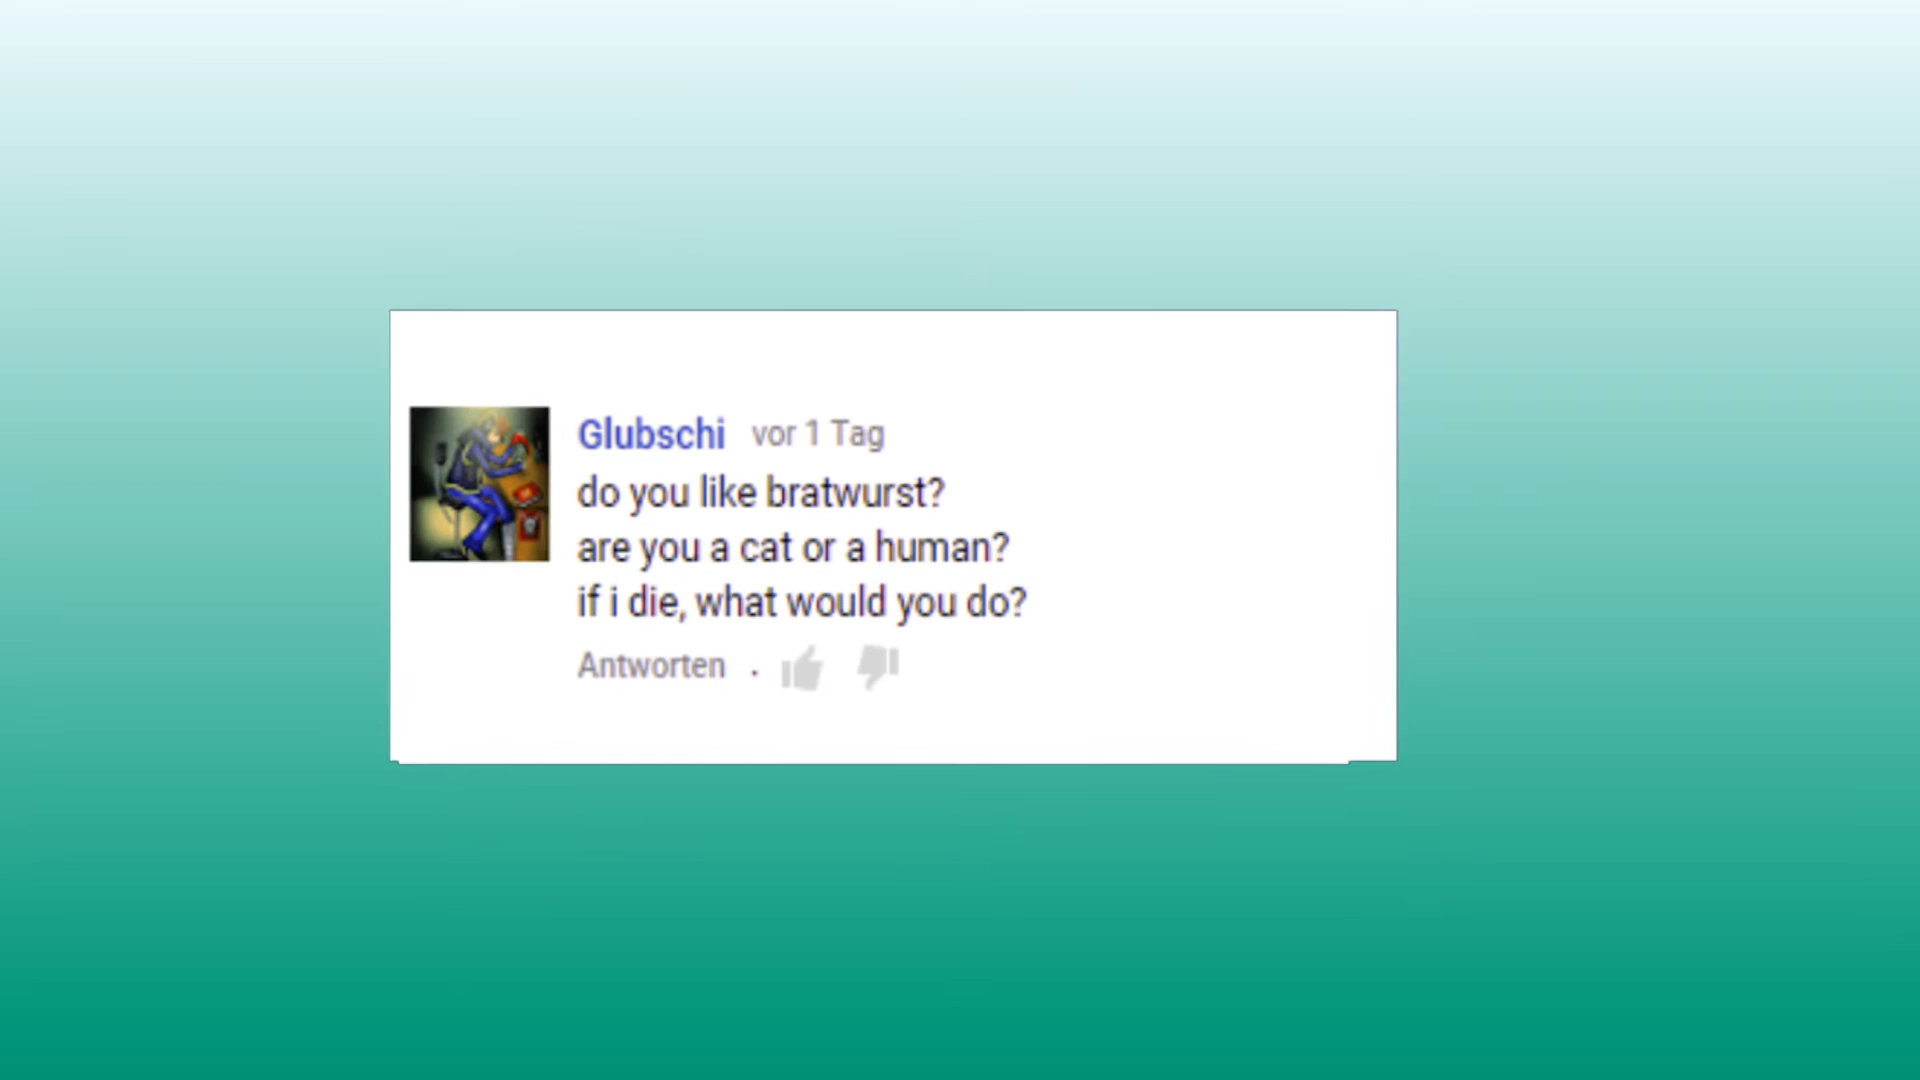 Glubschi vor 1 Tag
do you like bratwurst?
are you a cat or a human?
if i die, what would you do?
Antworten .